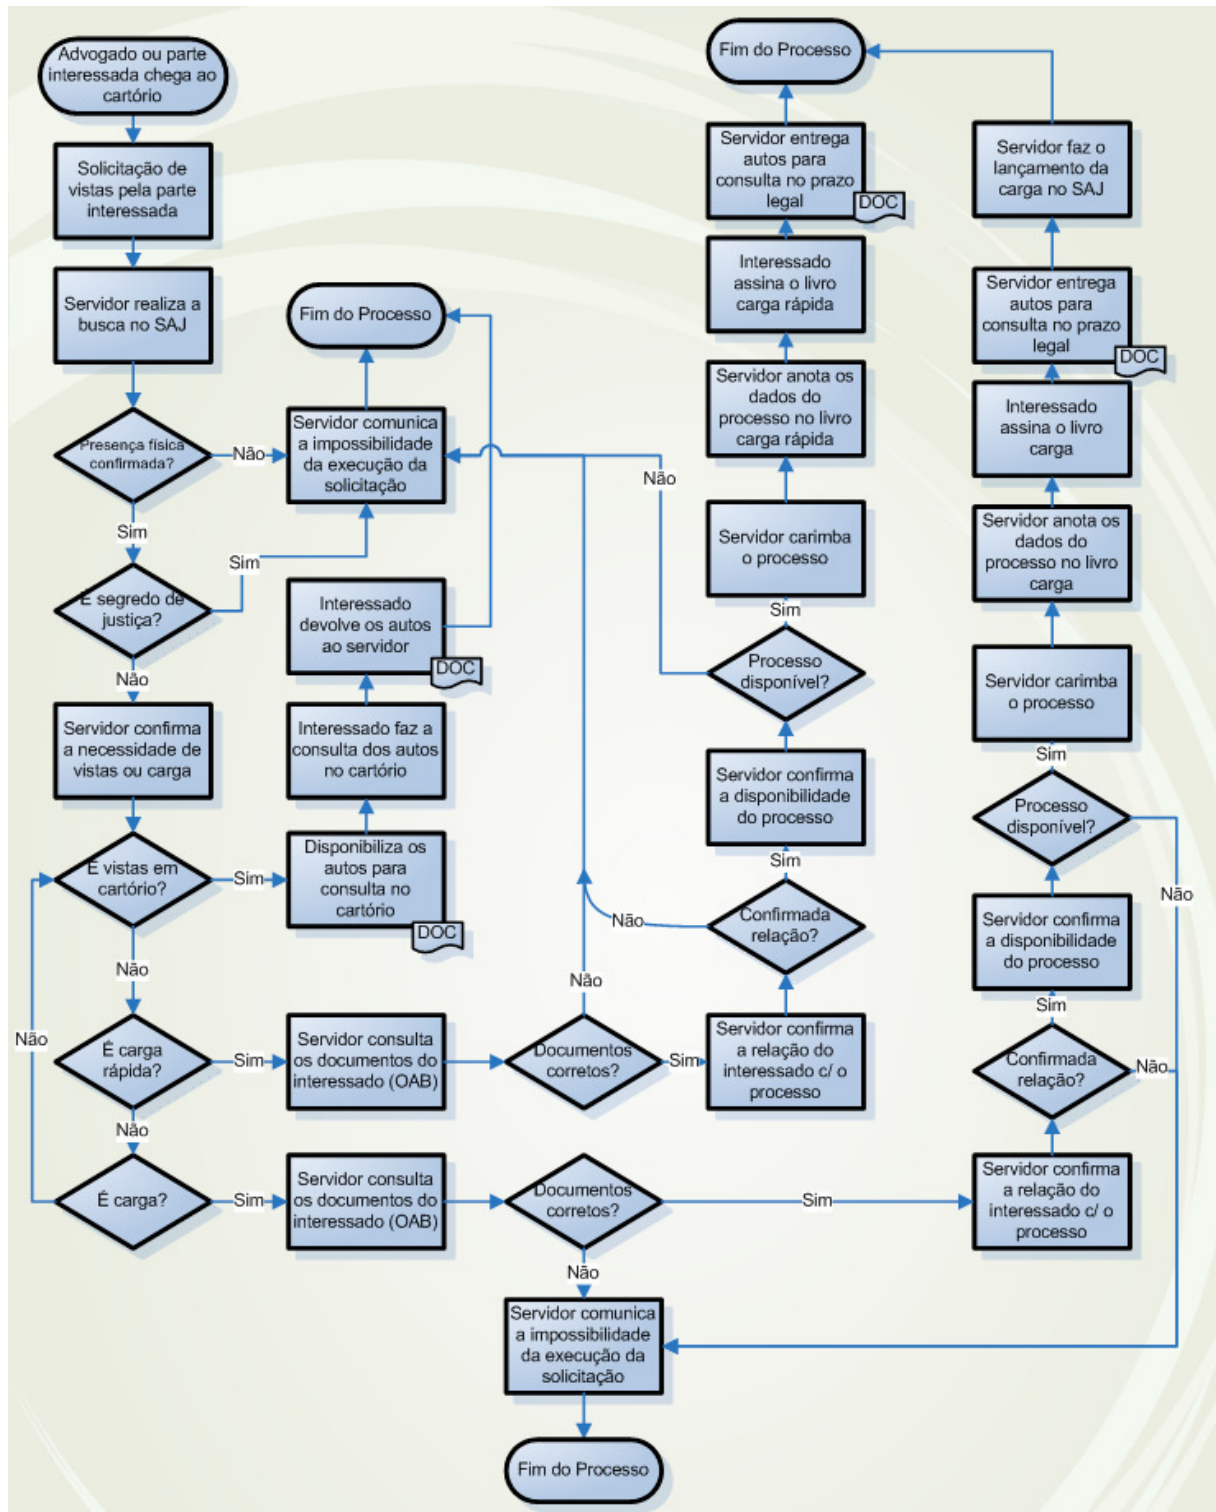 Advogado ou parte
interessada chega ao
cartório
Solicitação de
vistas pela parte
interessada
Servidor realiza a
busca no SAJ
Presença física
confirmada?
Não
Sim
É segredo de
justiça?
Sim
Não
Servidor confirma
a necessidade de
vistas ou carga
É vistas em
cartório?
Sim
Não
É carga
rápida?
Sim
Não
É carga?
Sim
Não
Fim do Processo
Servidor comunica
a impossibilidade
da execução da
solicitação
Interessado
devolve os autos
ao servidor
DOC
Interessado faz a
consulta dos autos
no cartório
Disponibiliza os
autos para
consulta no
cartório
DOC
Servidor consulta
os documentos do
interessado (OAB)
Documentos
corretos?
Não
Sim
Servidor consulta
os documentos do
interessado (OAB)
Documentos
corretos?
Sim
Não
Servidor comunica
a impossibilidade
da execução da
solicitação
Fim do Processo
Fim do Processo
Servidor entrega
autos para
consulta no prazo
legal
DOC
Interessado
assina o livro
carga rápida
Servidor anota os
dados do
processo no livro
carga rápida
Servidor carimba
o processo
Sim
Processo
disponível?
Não
Servidor confirma
a disponibilidade
do processo
Sim
Confirmada
relação?
Não
Servidor confirma
a relação do
interessado c/ o
processo
Servidor faz o
lançamento da
carga no SAJ
Servidor entrega
autos para
consulta no prazo
legal
DOC
Interessado
assina o livro
carga
Servidor anota os
dados do
processo no livro
carga
Servidor carimba
o processo
Sim
Processo
disponível?
Não
Servidor confirma
a disponibilidade
do processo
Sim
Confirmada
relação?
Não
Servidor confirma
a relação do
interessado c/ o
processo